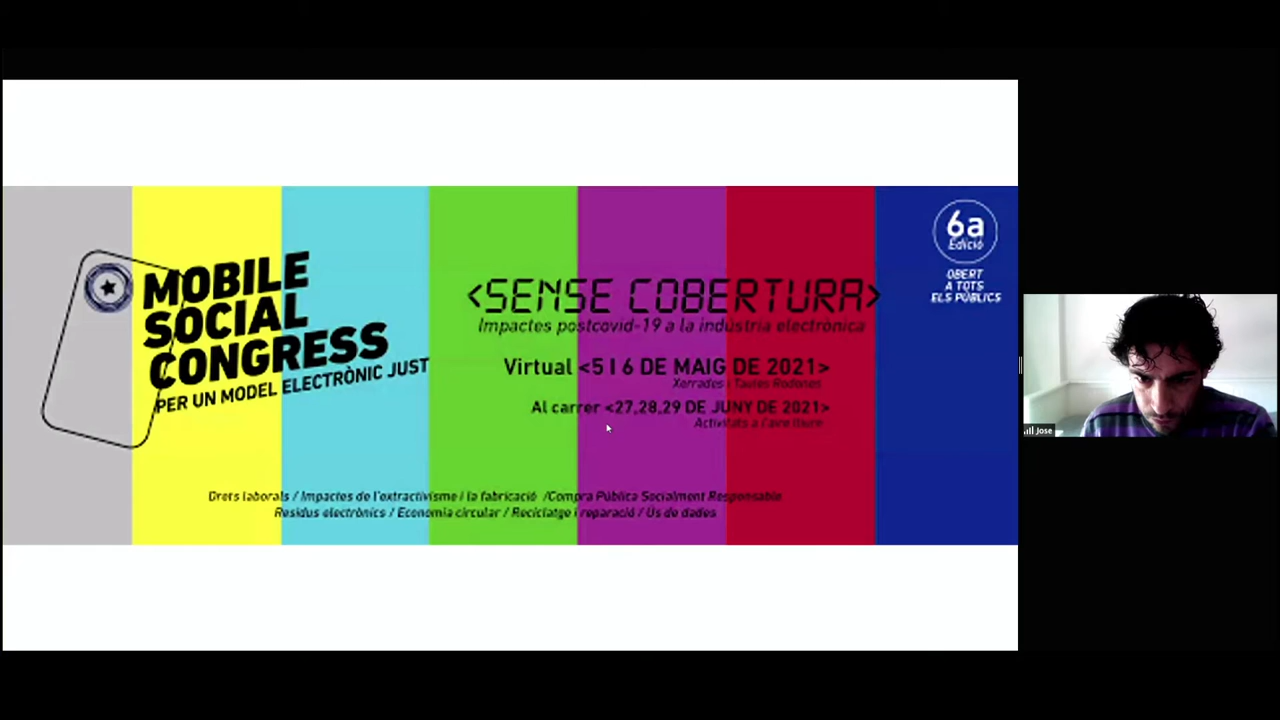 MOBILE
SOCIAL
CONGRESS
PER UN MODEL ELECTRÒNIC JUST
<SENSE COBERTURA>
Impactes postcovid-19 a la indústria electrònica
Virtual <5 I 6 DE MAIG DE 2021>
Xerrades i Taules Rodones
Al carrer <27,28,29 DE JUNY DE 2021>
Activitats a l'aire lliure
6a
Edició
OBERT
A TOTS
ELS PÚBLICS
Drets laborals / Impactes de l'extractivisme i la fabricació /Compra Pública Socialment Responsable
Residus electrònics / Economia circular / Reciclatge i reparació / Ús de dades
Jose